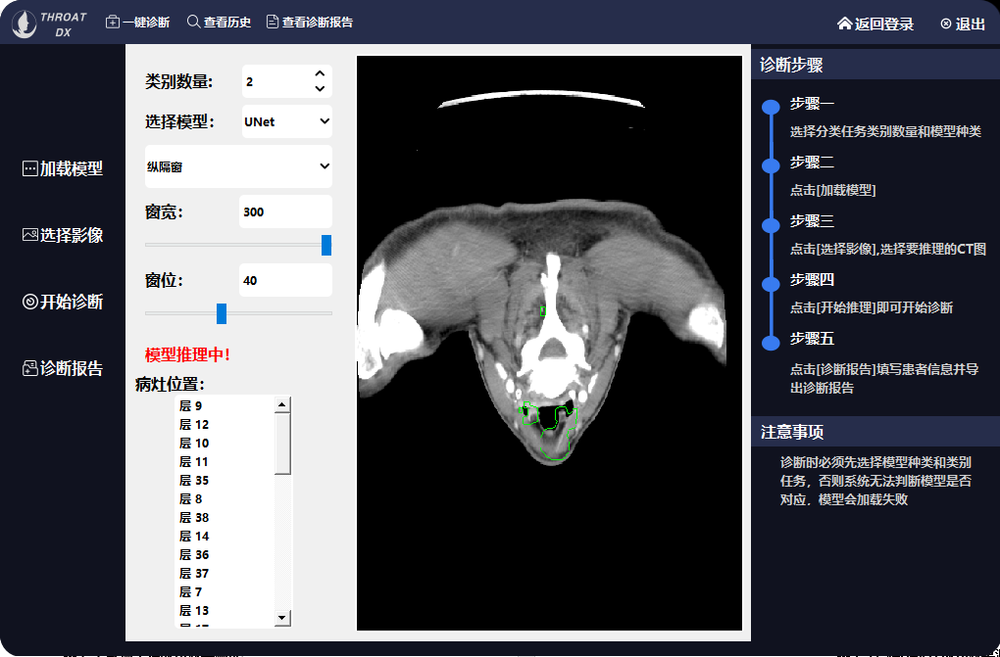 THROAT
DX
一键诊断
查看历史
查看诊断报告
返回登录
退出
加载模型
选择影像
开始诊断
诊断报告
类别数量：
2
选择模型：
UNet
纵隔窗
窗宽：
300
窗位：
40
模型推理中！
病灶位置：
层 9
层 12
层 10
层 11
层 35
层 8
层 38
层 14
层 36
层 37
层 7
层 13
诊断步骤
步骤一
选择分类任务类别数量和模型种类
步骤二
点击[加载模型]
步骤三
点击[选择影像],选择要推理的CT图
步骤四
点击[开始推理]即可开始诊断
步骤五
点击[诊断报告]填写患者信息并导
出诊断报告
注意事项
诊断时必须先选择模型种类和类别
任务，否则系统无法判断模型是否
对应，模型会加载失败